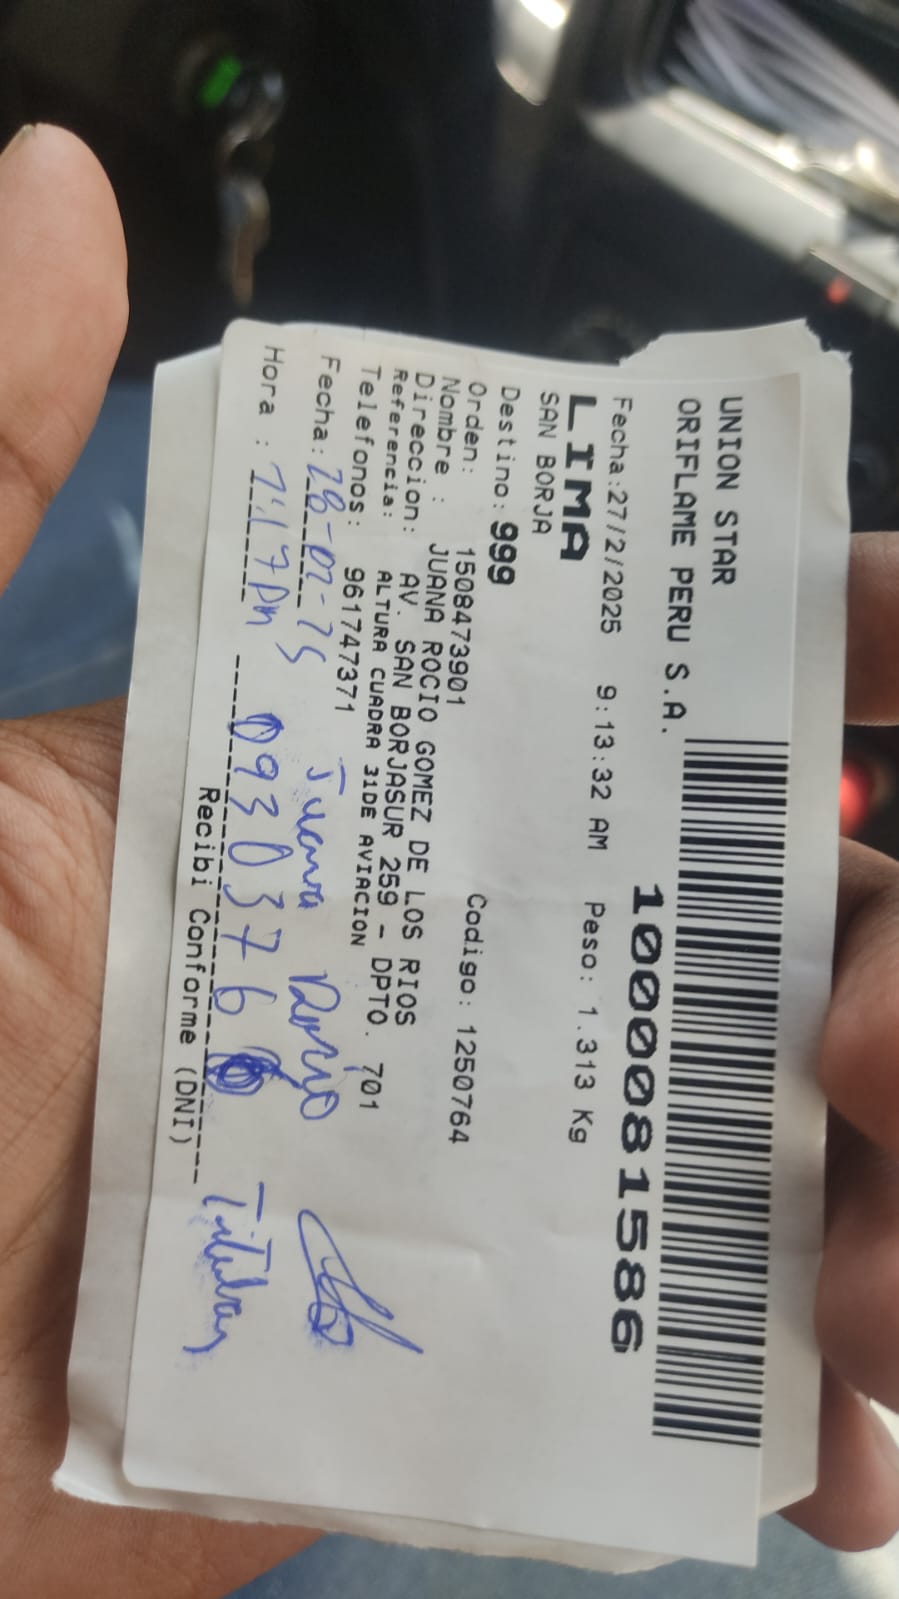 UNION STAR
ORIFLAME PERU S.A.
1000081586
Fecha:27/2/2025 9:13:32 AM Peso: 1.313 Kg
LIMA
SAN BORJA
Destino: 999
Orden: 1508473901 Codigo: 1250764
Nombre : JUANA ROCIO GOMEZ DE LOS RIOS
Direccion: AV. SAN BORJASUR 259 - DPTO. 701
Referencia: ALTURA CUADRA 31DE AVIACION
Telefonos: 961747371
Fecha: 28-02-25 Juana Rocio
Hora : 1:17pm 0930376
Recibi Conforme (DNI)
Titular